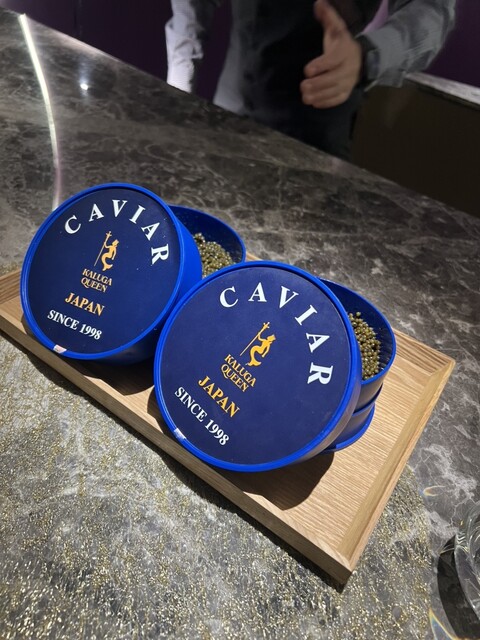 CAVIAR
KALUGA
QUEEN
JAPAN
SINCE 1998
CAVIAR
KALUGA
QUEEN
JAPAN
SINCE 1998